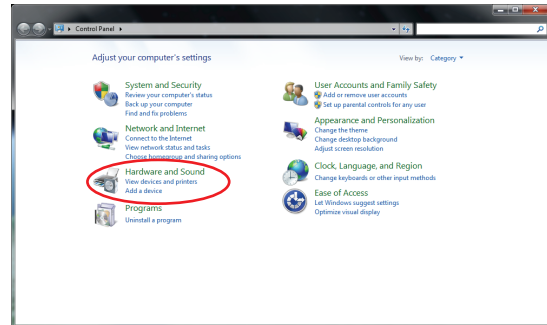 Control Panel
Adjust your computer's settings
View by: Category
System and Security
Review your computer's status
Back up your computer
Find and fix problems
Network and Internet
Connect to the Internet
View network status and tasks
Choose homegroup and sharing options
Hardware and Sound
View devices and printers
Add a device
Programs
Uninstall a program
User Accounts and Family Safety
Add or remove user accounts
Set up parental controls for any user
Appearance and Personalization
Change the theme
Change desktop background
Adjust screen resolution
Clock, Language, and Region
Change keyboards or other input methods
Ease of Access
Let Windows suggest settings
Optimize visual display